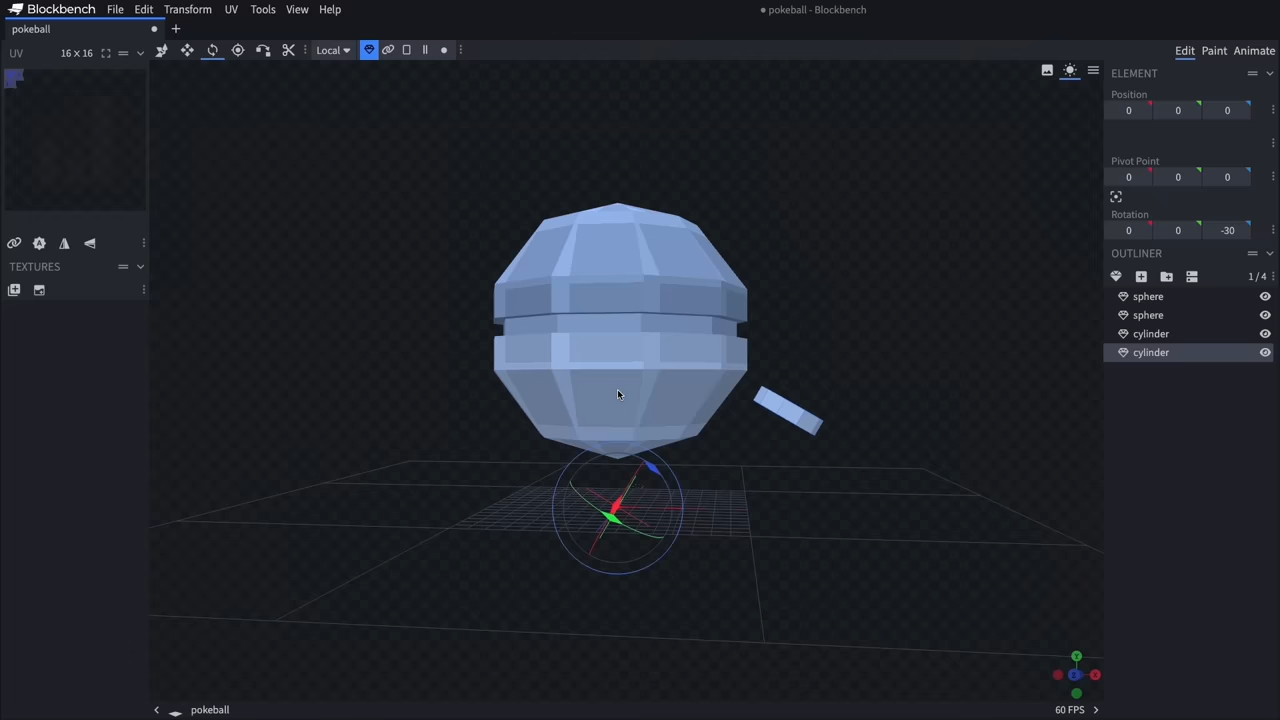 Blockbench File Edit Transform UV Tools View Help pokeball - Blockbench
pokeball
UV 16×16 Local Edit Paint Animate
ELEMENT
Position
0 0 0
Pivot Point
0 0 0
Rotation
0 0 -30
OUTLINER
TEXTURES
1/4
sphere
sphere
cylinder
cylinder
Y
Z X
pokeball 60 FPS